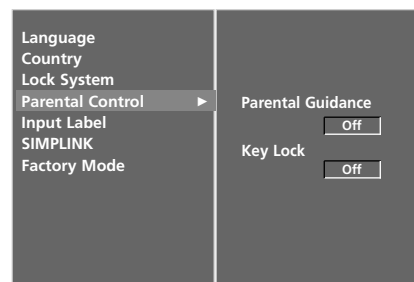 Language
Country
Lock System
Parental Control ►
Input Label
SIMPLINK
Factory Mode
Parental Guidance
Off
Key Lock
Off